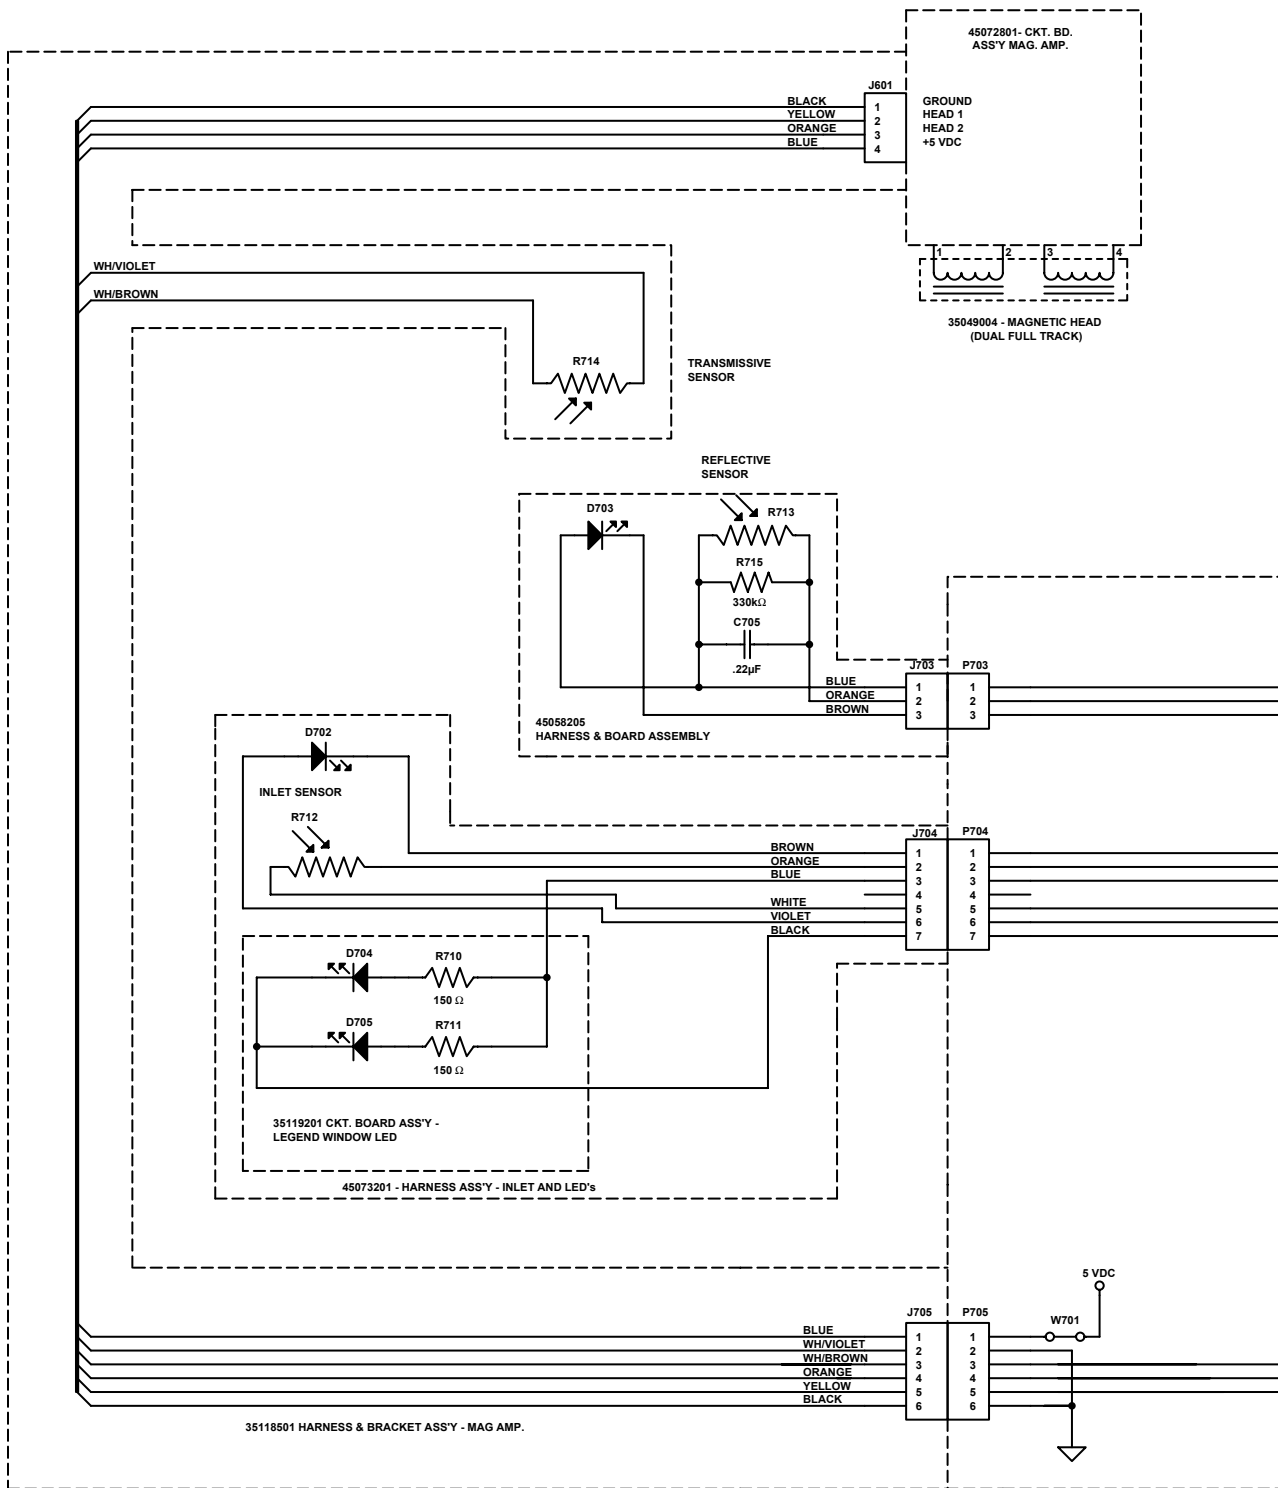 45072801- CKT. BD.
ASS'Y MAG. AMP.
J601
BLACK 1 GROUND
YELLOW 2 HEAD 1
ORANGE 3 HEAD 2
BLUE 4 +5 VDC
1 2 3 4
35049004 - MAGNETIC HEAD
(DUAL FULL TRACK)
WH/VIOLET
WH/BROWN
R714
TRANSMISSIVE
SENSOR
REFLECTIVE
SENSOR
D703
R713
R715
330kΩ
C705
.22µF
J703 P703
BLUE 1 1
ORANGE 2 2
BROWN 3 3
45058205
HARNESS & BOARD ASSEMBLY
D702
INLET SENSOR
R712
J704 P704
BROWN 1 1
ORANGE 2 2
BLUE 3 3
4 4
WHITE 5 5
VIOLET 6 6
BLACK 7 7
D704 R710
150 Ω
D705 R711
150 Ω
35119201 CKT. BOARD ASS'Y -
LEGEND WINDOW LED
45073201 - HARNESS ASS'Y - INLET AND LED's
5 VDC
W701
J705 P705
BLUE 1 1
WH/VIOLET 2 2
WH/BROWN 3 3
ORANGE 4 4
YELLOW 5 5
BLACK 6 6
35118501 HARNESS & BRACKET ASS'Y - MAG AMP.